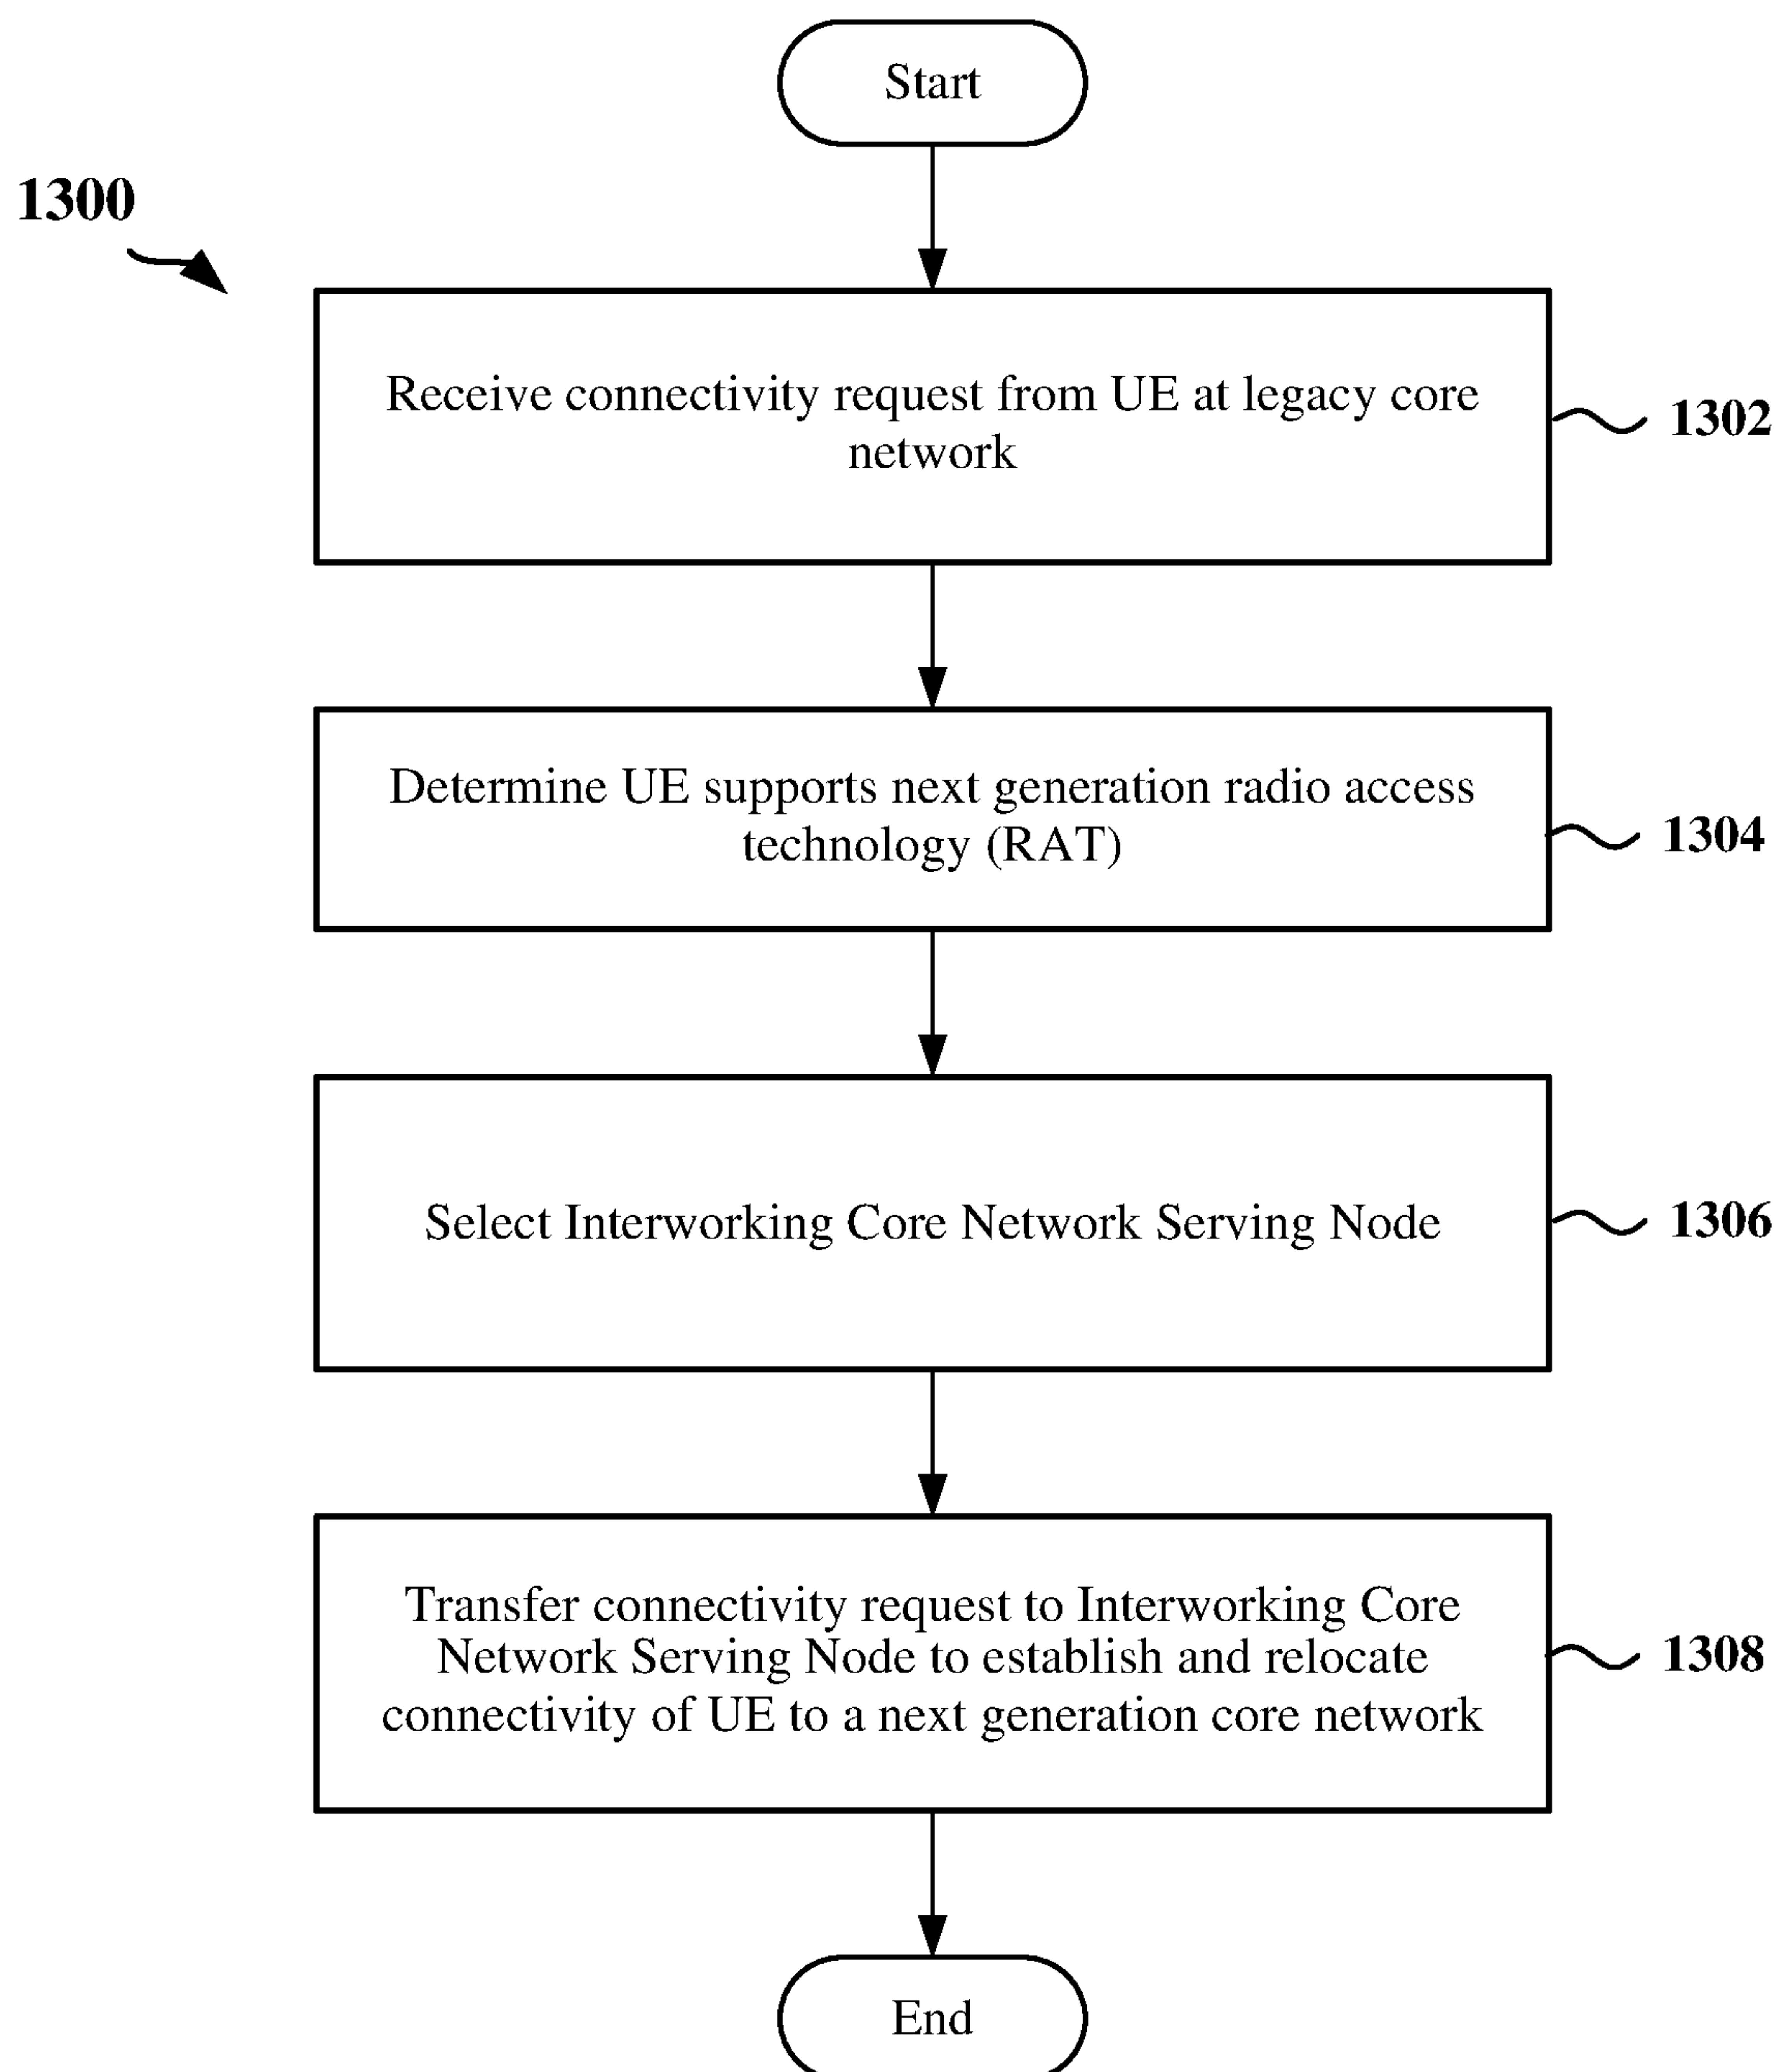 Start
1300
Receive connectivity request from UE at legacy core
network
1302
Determine UE supports next generation radio access
technology (RAT)
1304
Select Interworking Core Network Serving Node
1306
Transfer connectivity request to Interworking Core
Network Serving Node to establish and relocate
connectivity of UE to a next generation core network
1308
End